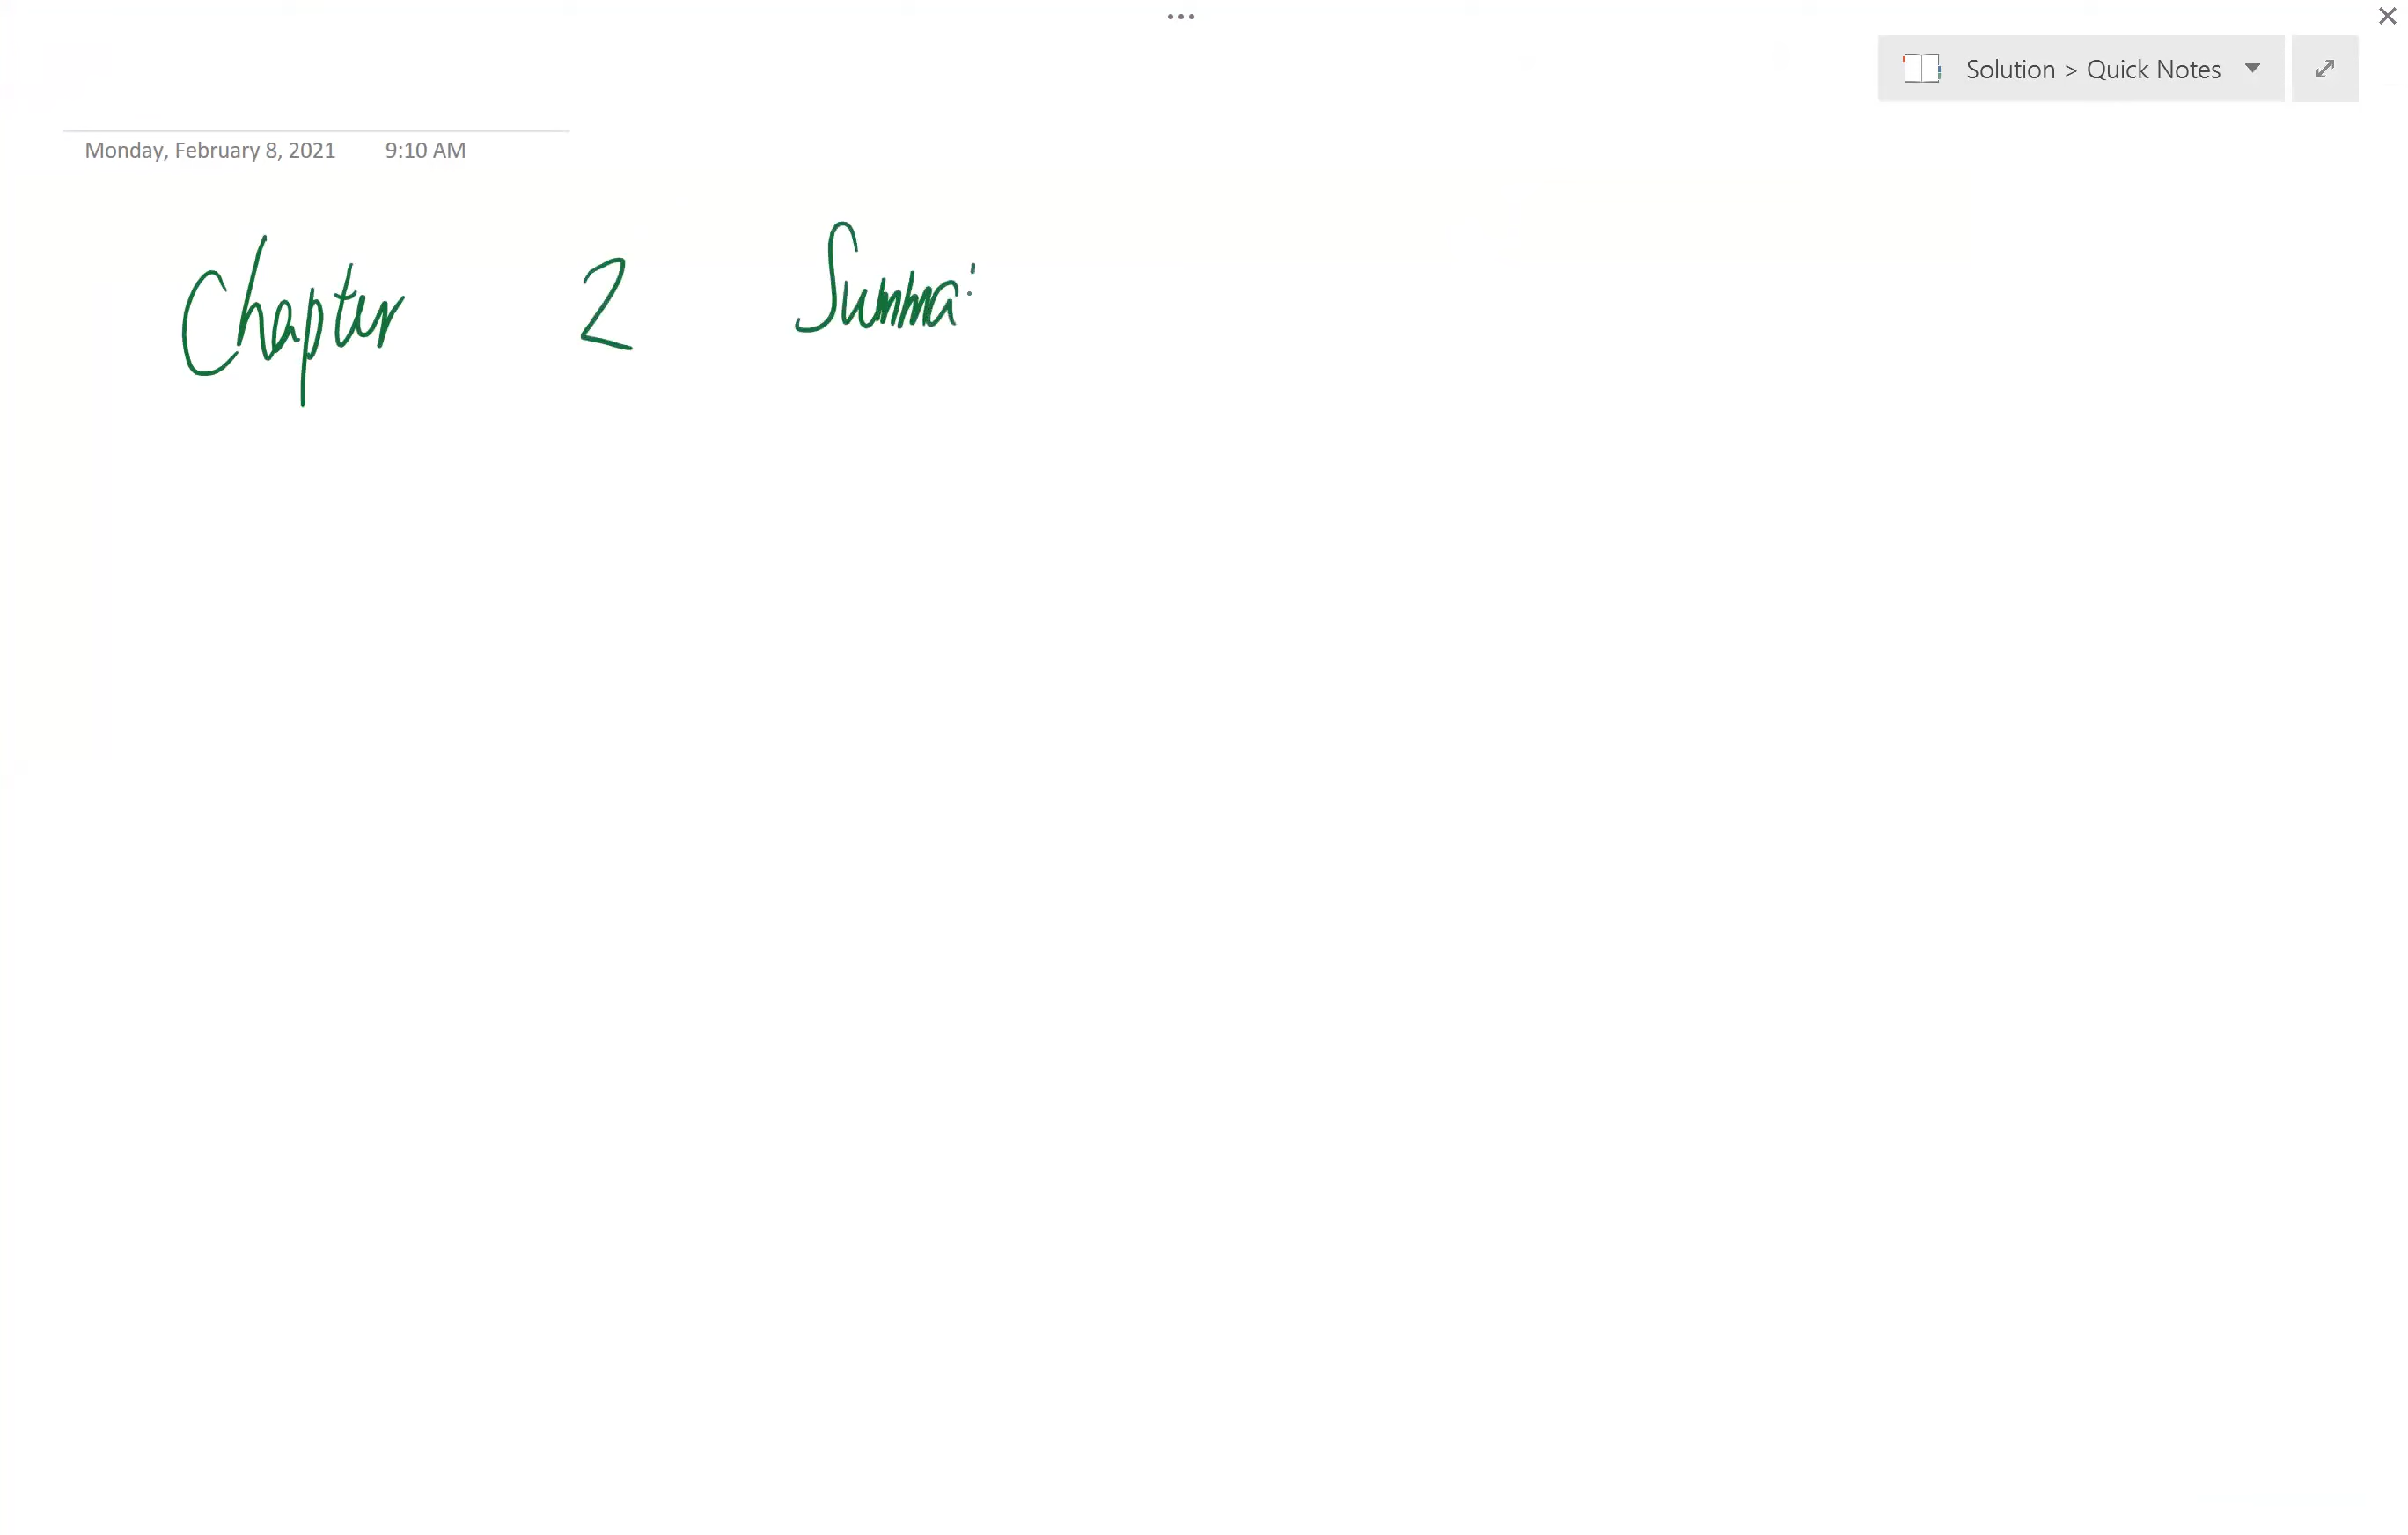 Solution > Quick Notes
Monday, February 8, 2021 9:10 AM
Chapter 2 Summa